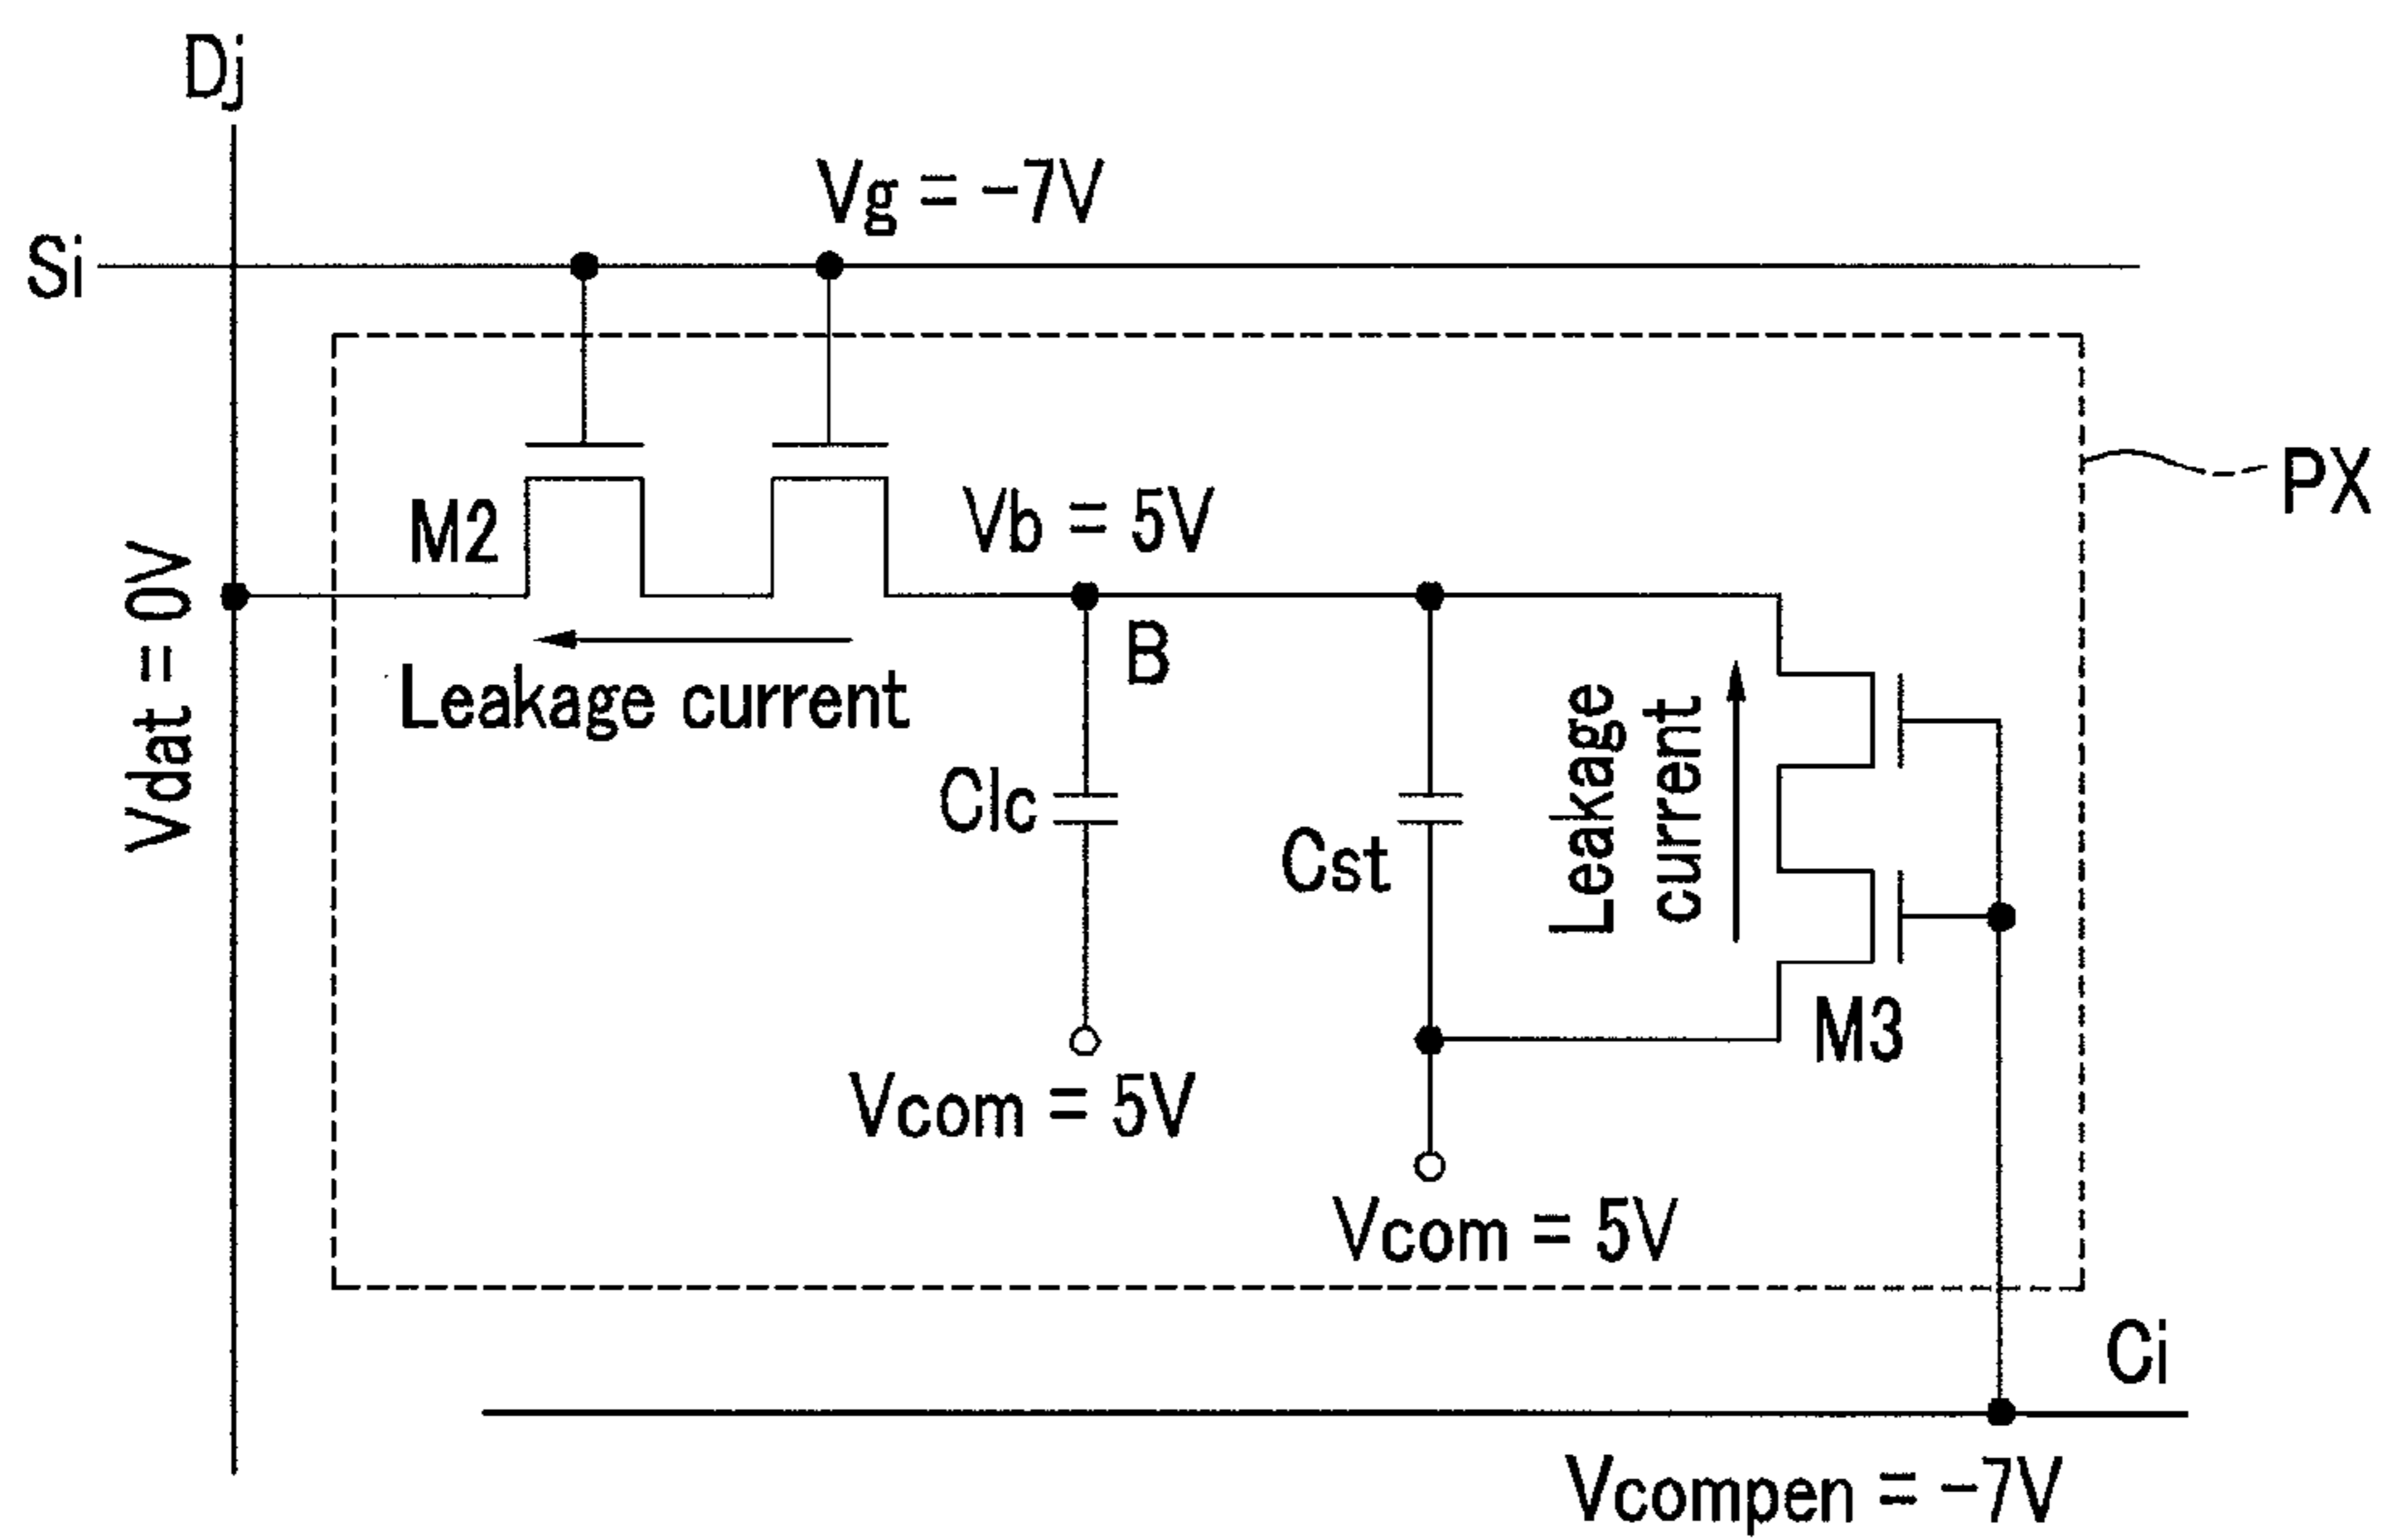 Dj
Vg = -7V
Si
PX
M2
Vb = 5V
Vdat = 0V
B
Leakage current
Leakage
current
Clc
Cst
M3
Vcom = 5V
Vcom = 5V
Ci
Vcompen = -7V